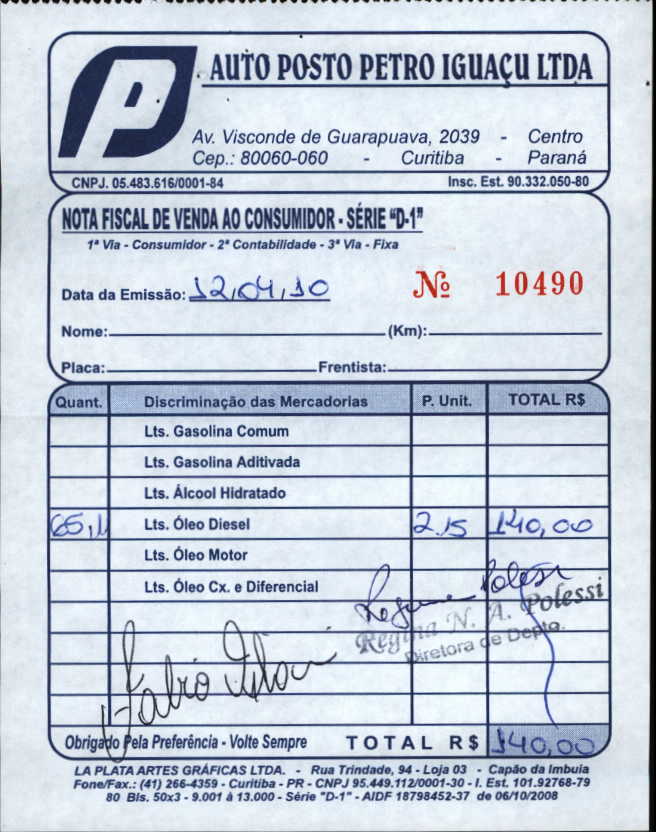 P AUTO POSTO PETRO IGUAÇU LTDA
Av. Visconde de Guarapuava, 2039 - Centro
Cep.: 80060-060 - Curitiba - Paraná
CNPJ. 05.483.616/0001-84 Insc. Est. 90.332.050-80
NOTA FISCAL DE VENDA AO CONSUMIDOR - SÉRIE "D-1"
1ª Via - Consumidor - 2ª Contabilidade - 3ª Via - Fixa
Data da Emissão: 12,04,10 Nº 10490
Nome: (Km):
Placa: Frentista:
Quant. Discriminação das Mercadorias P. Unit. TOTAL R$
Lts. Gasolina Comum
Lts. Gasolina Aditivada
Lts. Álcool Hidratado
65,1 Lts. Óleo Diesel 2.15 140,00
Lts. Óleo Motor
Lts. Óleo Cx. e Diferencial
Polessi
Regina N. A. Polessi
Diretora de Depto.
Fabio
Obrigado Pela Preferência - Volte Sempre TOTAL R$ 140,00
LA PLATA ARTES GRÁFICAS LTDA. - Rua Trindade, 94 - Loja 03 - Capão da Imbuia
Fone/Fax.: (41) 266-4359 - Curitiba - PR - CNPJ 95.449.112/0001-30 - I. Est. 101.92768-79
80 Bls. 50x3 - 9.001 à 13.000 - Série "D-1" - AIDF 18798452-37 de 06/10/2008